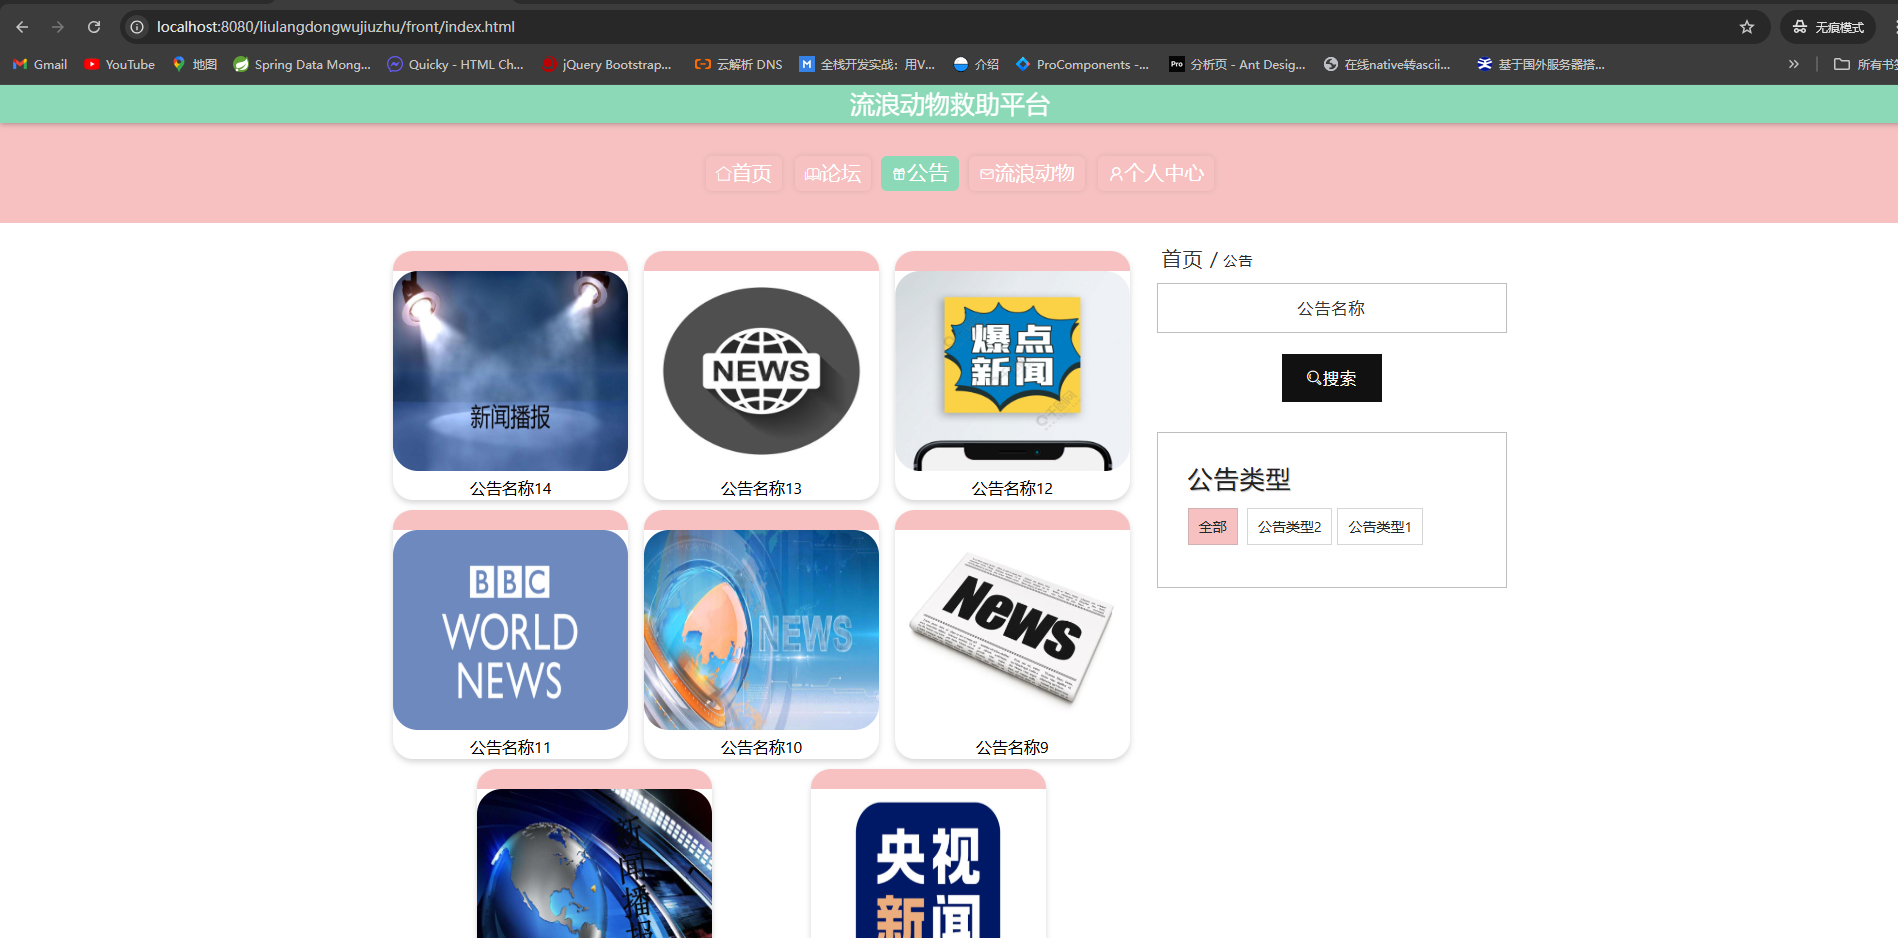 localhost:8080/liulangdongwujiuzhu/front/index.html
无痕模式
Gmail
YouTube
地图
Spring Data Mong...
Quicky - HTML Ch...
jQuery Bootstrap...
云解析 DNS
全栈开发实战：用V...
介绍
ProComponents -...
Pro
分析页 - Ant Desig...
在线native转ascii...
基于国外服务器搭...
所有书签
流浪动物救助平台
首页
论坛
公告
流浪动物
个人中心
新闻播报
公告名称14
NEWS
公告名称13
爆点
新闻
公告名称12
首页 / 公告
公告名称
搜索
公告类型
全部
公告类型2
公告类型1
BBC
WORLD
NEWS
公告名称11
NEWS
公告名称10
News
公告名称9
新闻播报
央视
新闻